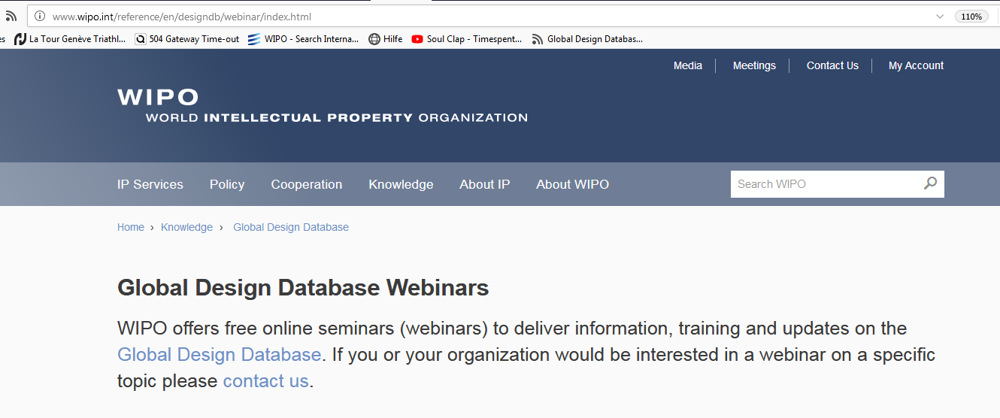 www.wipo.int/reference/en/designdb/webinar/index.html
110%
La Tour Genève Triathl...
504 Gateway Time-out
WIPO - Search Interna...
Hilfe
Soul Clap - Timespent...
Global Design Databas...
Media
Meetings
Contact Us
My Account
WIPO
WORLD INTELLECTUAL PROPERTY ORGANIZATION
IP Services
Policy
Cooperation
Knowledge
About IP
About WIPO
Search WIPO
Home › Knowledge › Global Design Database
Global Design Database Webinars
WIPO offers free online seminars (webinars) to deliver information, training and updates on the
Global Design Database. If you or your organization would be interested in a webinar on a specific
topic please contact us.